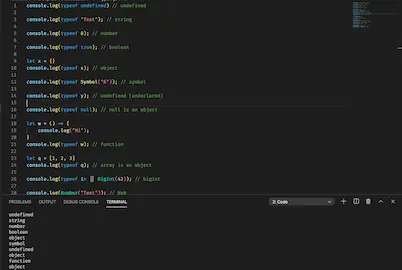 1 console.log(typeof undefined) // undefined
2
3 console.log(typeof "Test"); // string
4
5 console.log(typeof 0); // number
6
7 console.log(typeof true); // boolean
8
9 let x = {}
10 console.log(typeof x); // object
11
12 console.log(typeof Symbol("A")); // symbol
13
14 console.log(typeof y); // undefined (undeclared)
15
16 console.log(typeof null); // null is an object
17
18 let w = () => {
19 console.log("Hi");
20 }
21 console.log(typeof w); // function
22
23 let q = [1, 2, 3]
24 console.log(typeof q); // array is an object
25
26 console.log(typeof 1n || BigInt(42)); // bigint
27
28 console.log(Number("Test")); // NaN
PROBLEMS OUTPUT DEBUG CONSOLE TERMINAL 2: Code
undefined
string
number
boolean
object
symbol
undefined
object
function
object